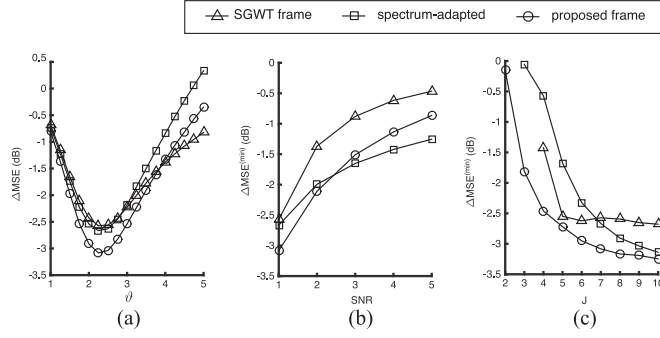 SGWT frame spectrum-adapted proposed frame
0.5
0
-0.5
-1
-1.5
-2
-2.5
-3
-3.5
ΔMSE (dB)
1 2 3 4 5
ϑ
(a)
0
-0.5
-1
-1.5
-2
-2.5
-3
-3.5
ΔMSE(min) (dB)
1 2 3 4 5
SNR
(b)
0
-0.5
-1
-1.5
-2
-2.5
-3
-3.5
ΔMSE(min) (dB)
2 3 4 5 6 7 8 9 10
J
(c)